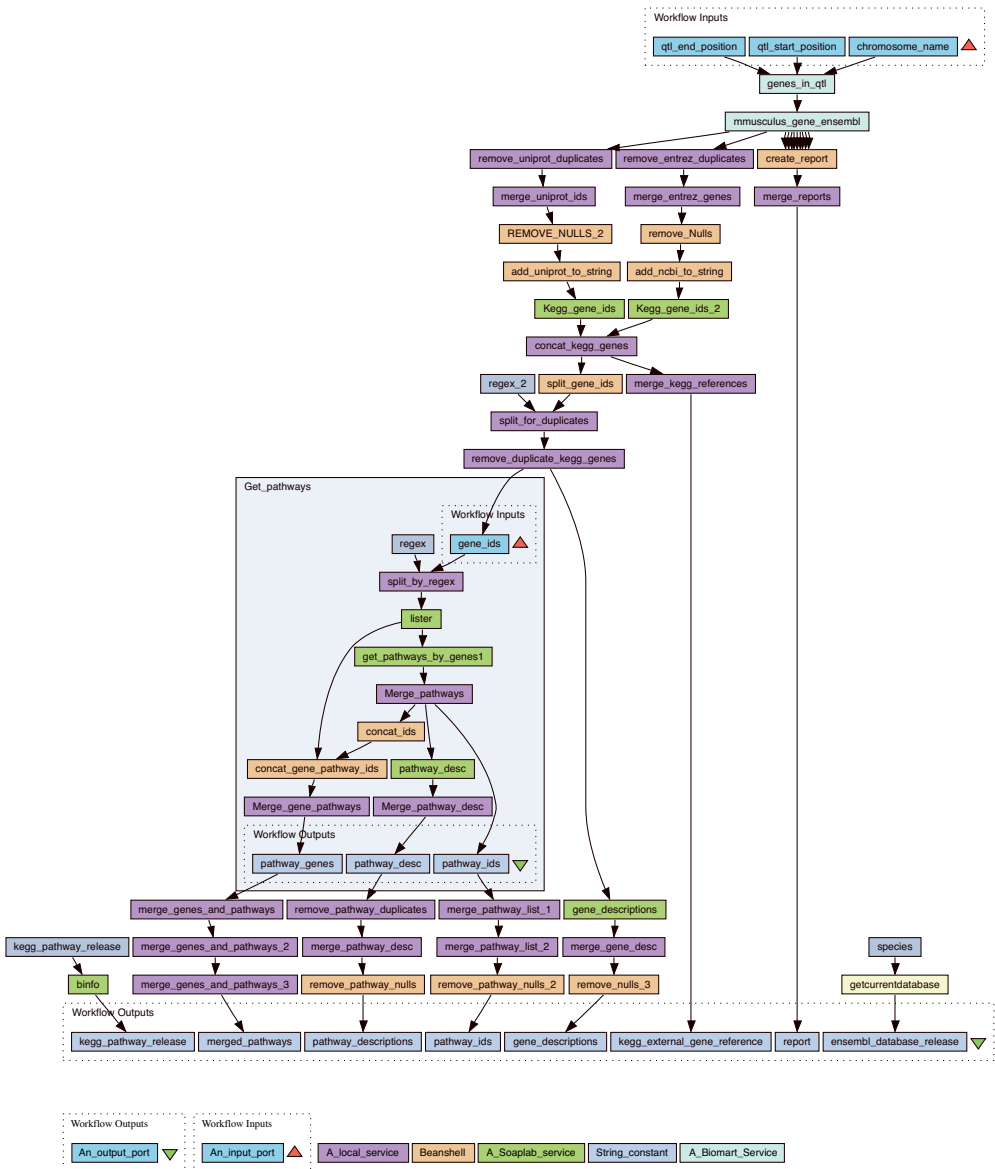 Workflow Inputs
qtl_end_position qtl_start_position chromosome_name
genes_in_qtl
mmusculus_gene_ensembl
remove_uniprot_duplicates remove_entrez_duplicates create_report
merge_uniprot_ids merge_entrez_genes merge_reports
REMOVE_NULLS_2 remove_Nulls
add_uniprot_to_string add_ncbi_to_string
Kegg_gene_ids Kegg_gene_ids_2
concat_kegg_genes
regex_2 split_gene_ids merge_kegg_references
split_for_duplicates
remove_duplicate_kegg_genes
Get_pathways
Workflow Inputs
regex gene_ids
split_by_regex
lister
get_pathways_by_genes1
Merge_pathways
concat_ids
concat_gene_pathway_ids pathway_desc
Merge_gene_pathways Merge_pathway_desc
Workflow Outputs
pathway_genes pathway_desc pathway_ids
merge_genes_and_pathways remove_pathway_duplicates merge_pathway_list_1 gene_descriptions
kegg_pathway_release merge_genes_and_pathways_2 merge_pathway_desc merge_pathway_list_2 merge_gene_desc species
binfo merge_genes_and_pathways_3 remove_pathway_nulls remove_pathway_nulls_2 remove_nulls_3 getcurrentdatabase
Workflow Outputs
kegg_pathway_release merged_pathways pathway_descriptions pathway_ids gene_descriptions kegg_external_gene_reference report ensembl_database_release
Workflow Outputs Workflow Inputs
An_output_port An_input_port A_local_service Beanshell A_Soaplab_service String_constant A_Biomart_Service